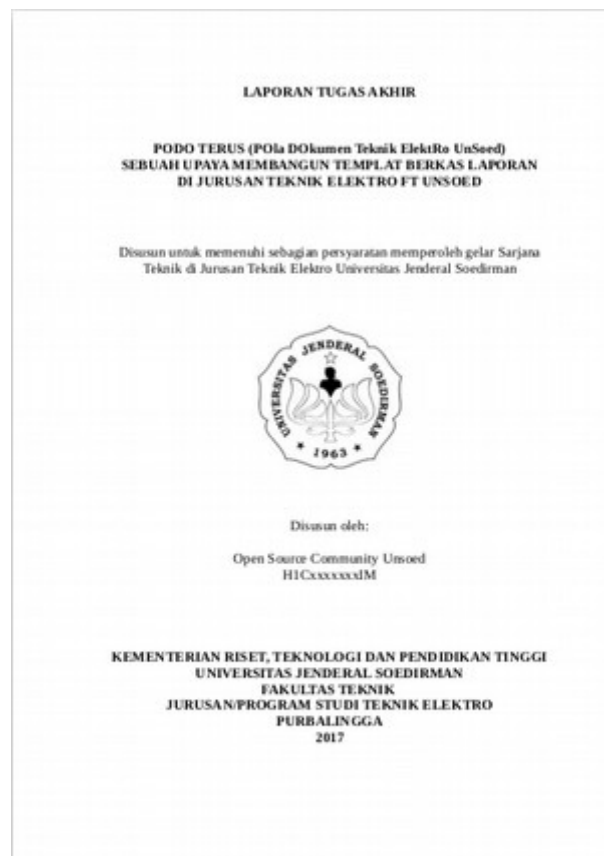 LAPORAN TUGAS AKHIR
PODO TERUS (POla DOkumen Teknik ElektRo UnSoed)
SEBUAH UPAYA MEMBANGUN TEMPLAT BERKAS LAPORAN
DI JURUSAN TEKNIK ELEKTRO FT UNSOED
Disusun untuk memenuhi sebagian persyaratan memperoleh gelar Sarjana
Teknik di Jurusan Teknik Elektro Universitas Jenderal Soedirman
UNIVERSITAS JENDERAL SOEDIRMAN
1963
Disusun oleh:
Open Source Community Unsoed
H1CxxxxxxxIM
KEMENTERIAN RISET, TEKNOLOGI DAN PENDIDIKAN TINGGI
UNIVERSITAS JENDERAL SOEDIRMAN
FAKULTAS TEKNIK
JURUSAN/PROGRAM STUDI TEKNIK ELEKTRO
PURBALINGGA
2017